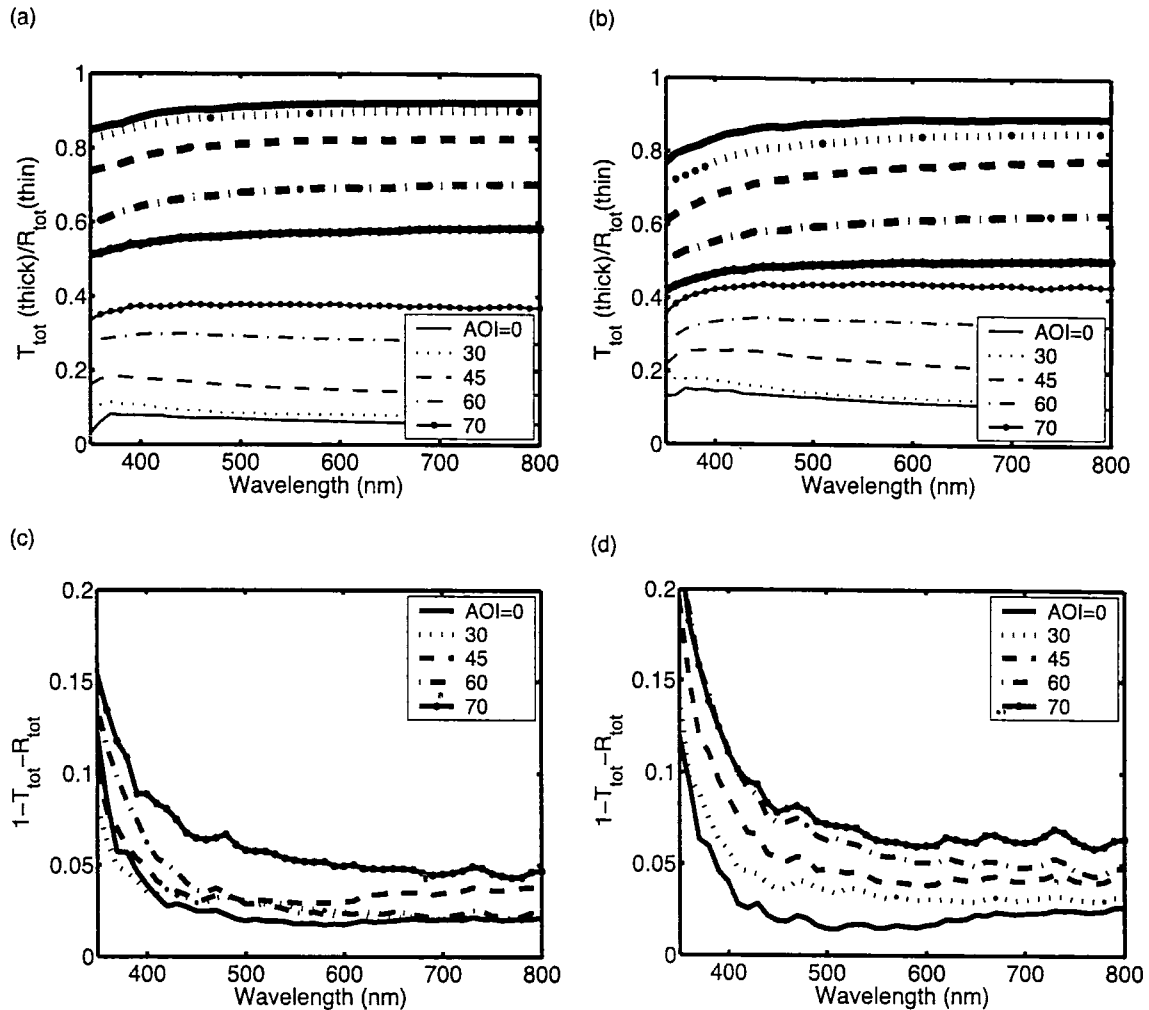 (a)
T_tot (thick)/R_tot(thin)
1
0.8
0.6
0.4
0.2
0
400 500 600 700 800
Wavelength (nm)
AOI=0
30
45
60
70
(b)
T_tot (thick)/R_tot(thin)
1
0.8
0.6
0.4
0.2
0
400 500 600 700 800
Wavelength (nm)
AOI=0
30
45
60
70
(c)
1−T_tot−R_tot
0.2
0.15
0.1
0.05
0
400 500 600 700 800
Wavelength (nm)
AOI=0
30
45
60
70
(d)
1−T_tot−R_tot
0.2
0.15
0.1
0.05
0
400 500 600 700 800
Wavelength (nm)
AOI=0
30
45
60
70